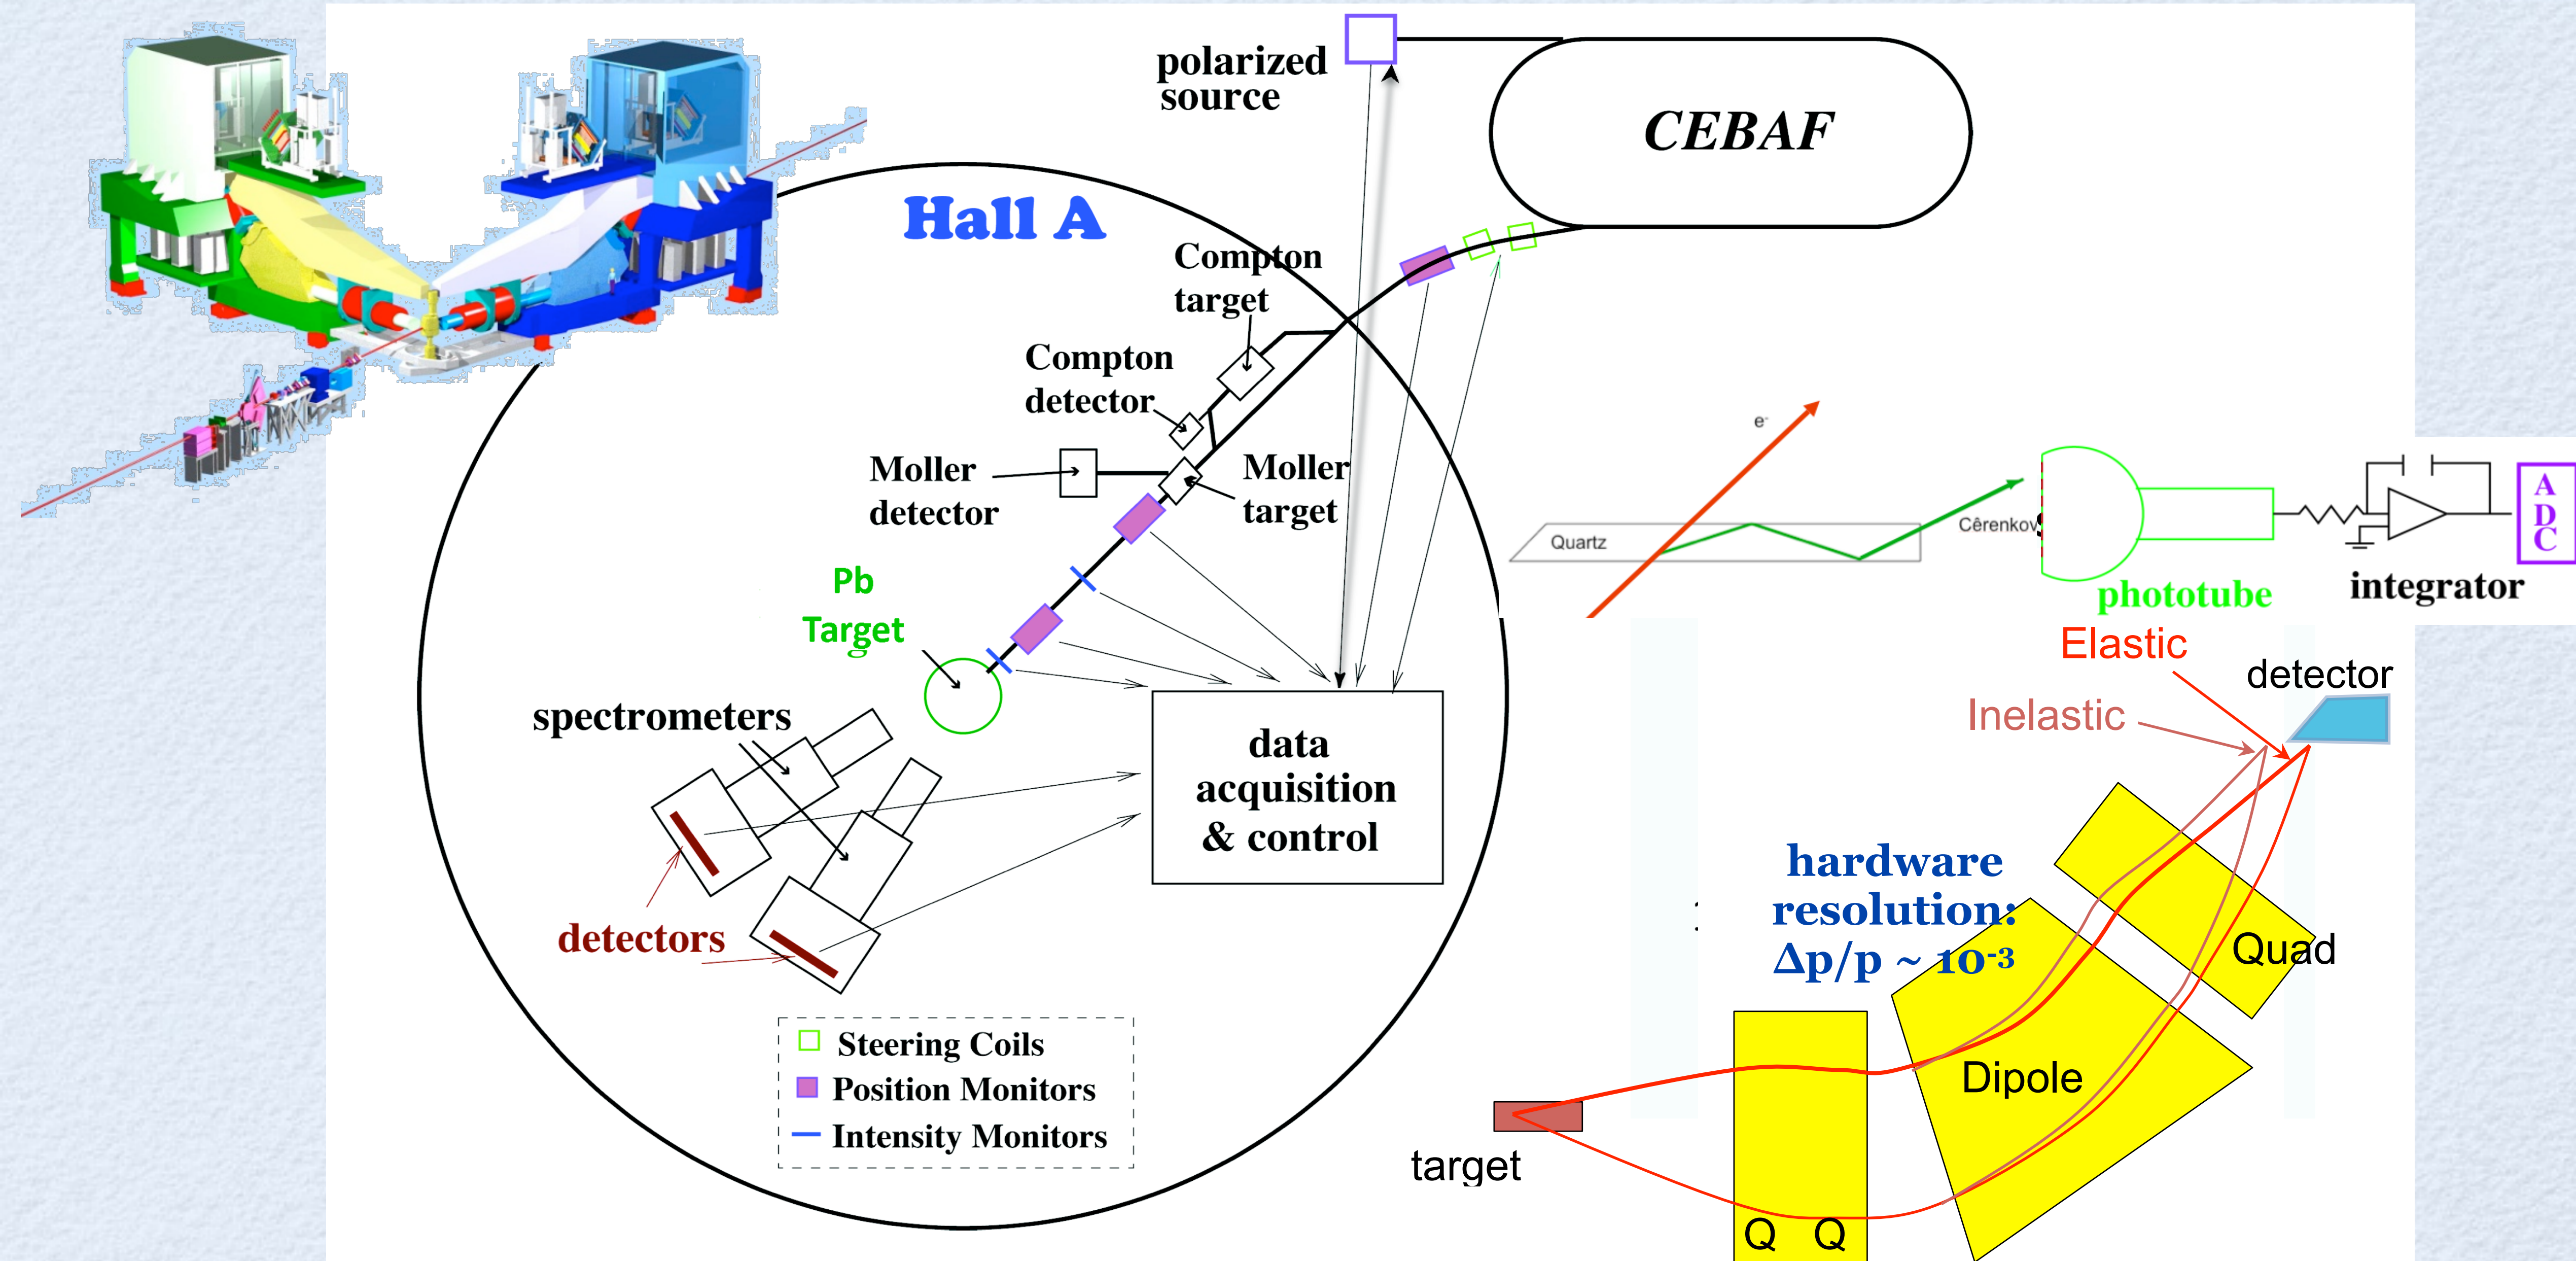 polarized
source
CEBAF
Hall A
Compton
target
Compton
detector
Moller
detector
Moller
target
Pb
Target
spectrometers
detectors
data
acquisition
& control
Steering Coils
Position Monitors
Intensity Monitors
e-
Quartz
Cêrenkov
phototube
integrator
A
D
C
Elastic
detector
Inelastic
hardware
resolution:
Δp/p ~ 10-3
Quad
Dipole
target
Q Q